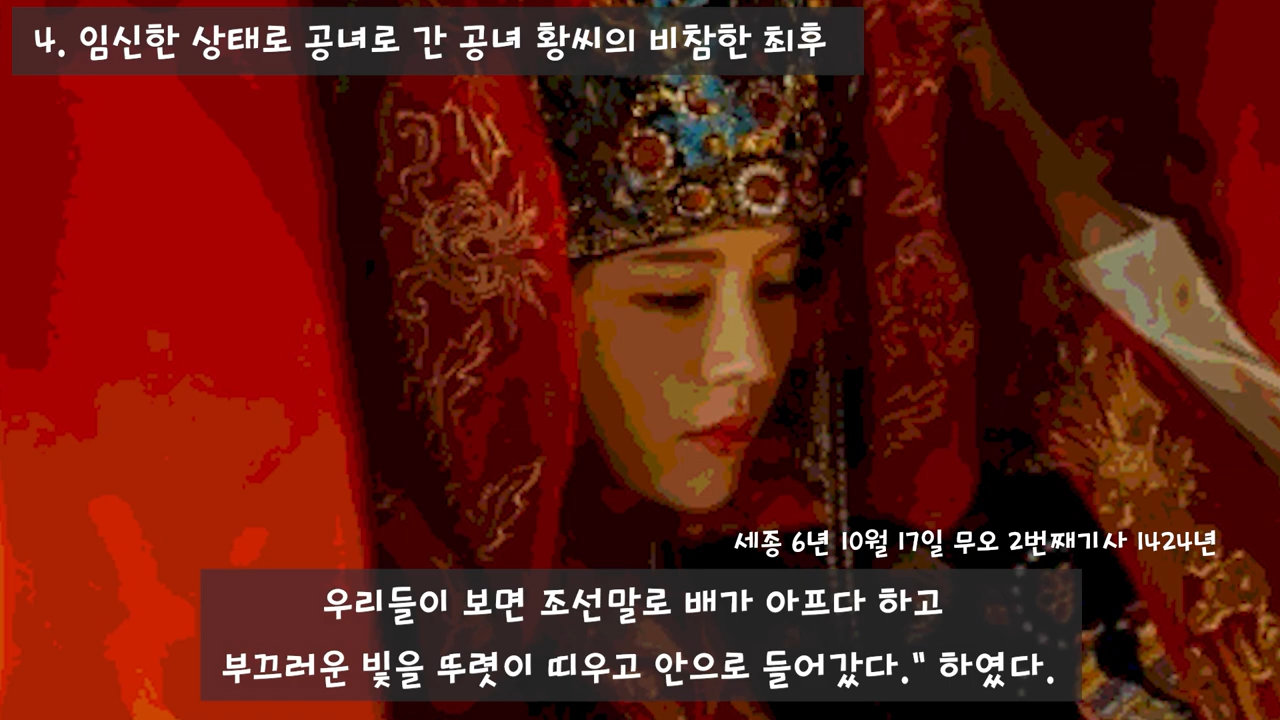 4. 임신한 상태로 공녀로 간 공녀 황씨의 비참한 최후
세종 6년 10월 17일 무오 2번째기사 1424년
우리들이 보면 조선말로 배가 아프다 하고
부끄러운 빛을 뚜렷이 띠우고 안으로 들어갔다." 하였다.